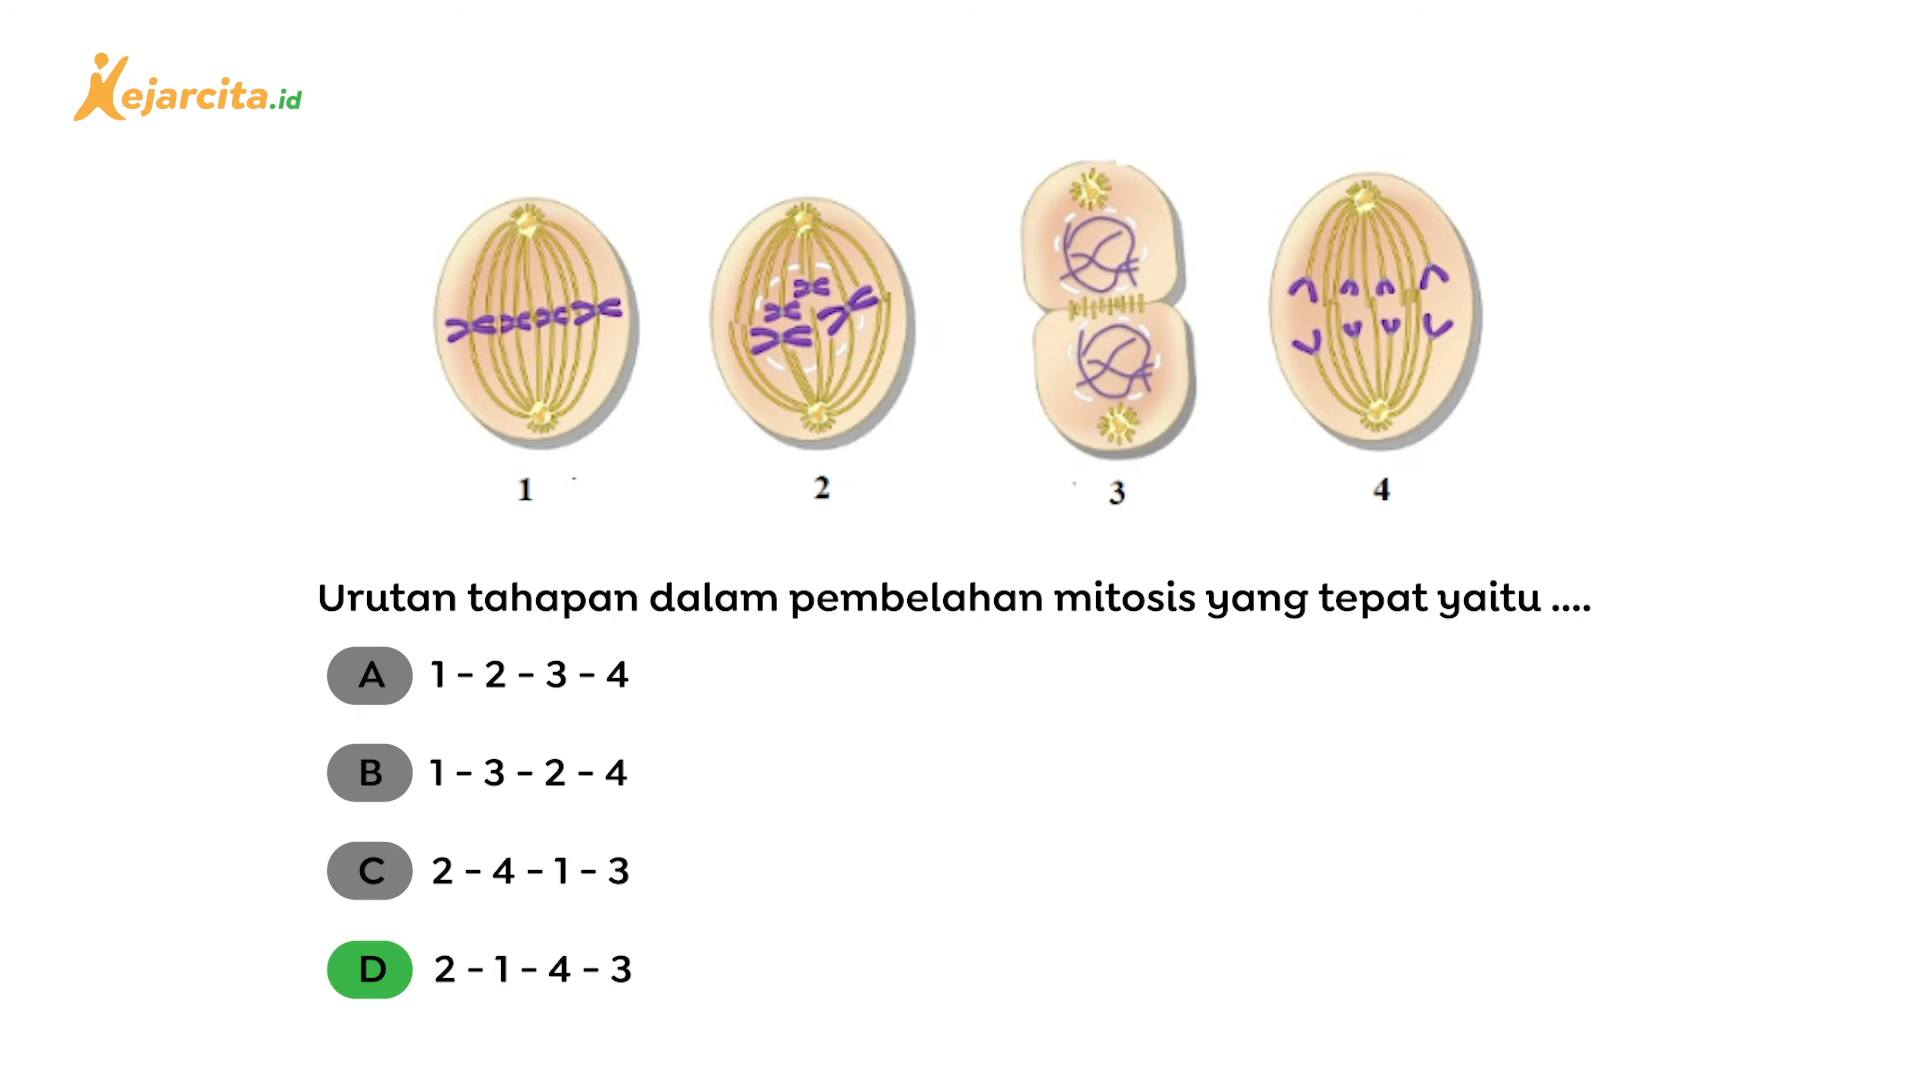 Kejarcita.id
1
2
3
4
Urutan tahapan dalam pembelahan mitosis yang tepat yaitu ....
A 1 - 2 - 3 - 4
B 1 - 3 - 2 - 4
C 2 - 4 - 1 - 3
D 2 - 1 - 4 - 3